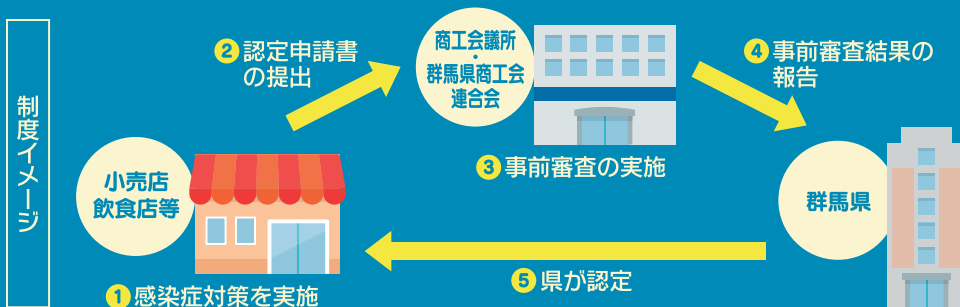 制度イメージ
小売店
飲食店等
❶感染症対策を実施
❷認定申請書
の提出
商工会議所
・
群馬県商工会
連合会
❸事前審査の実施
❹事前審査結果の
報告
群馬県
❺県が認定